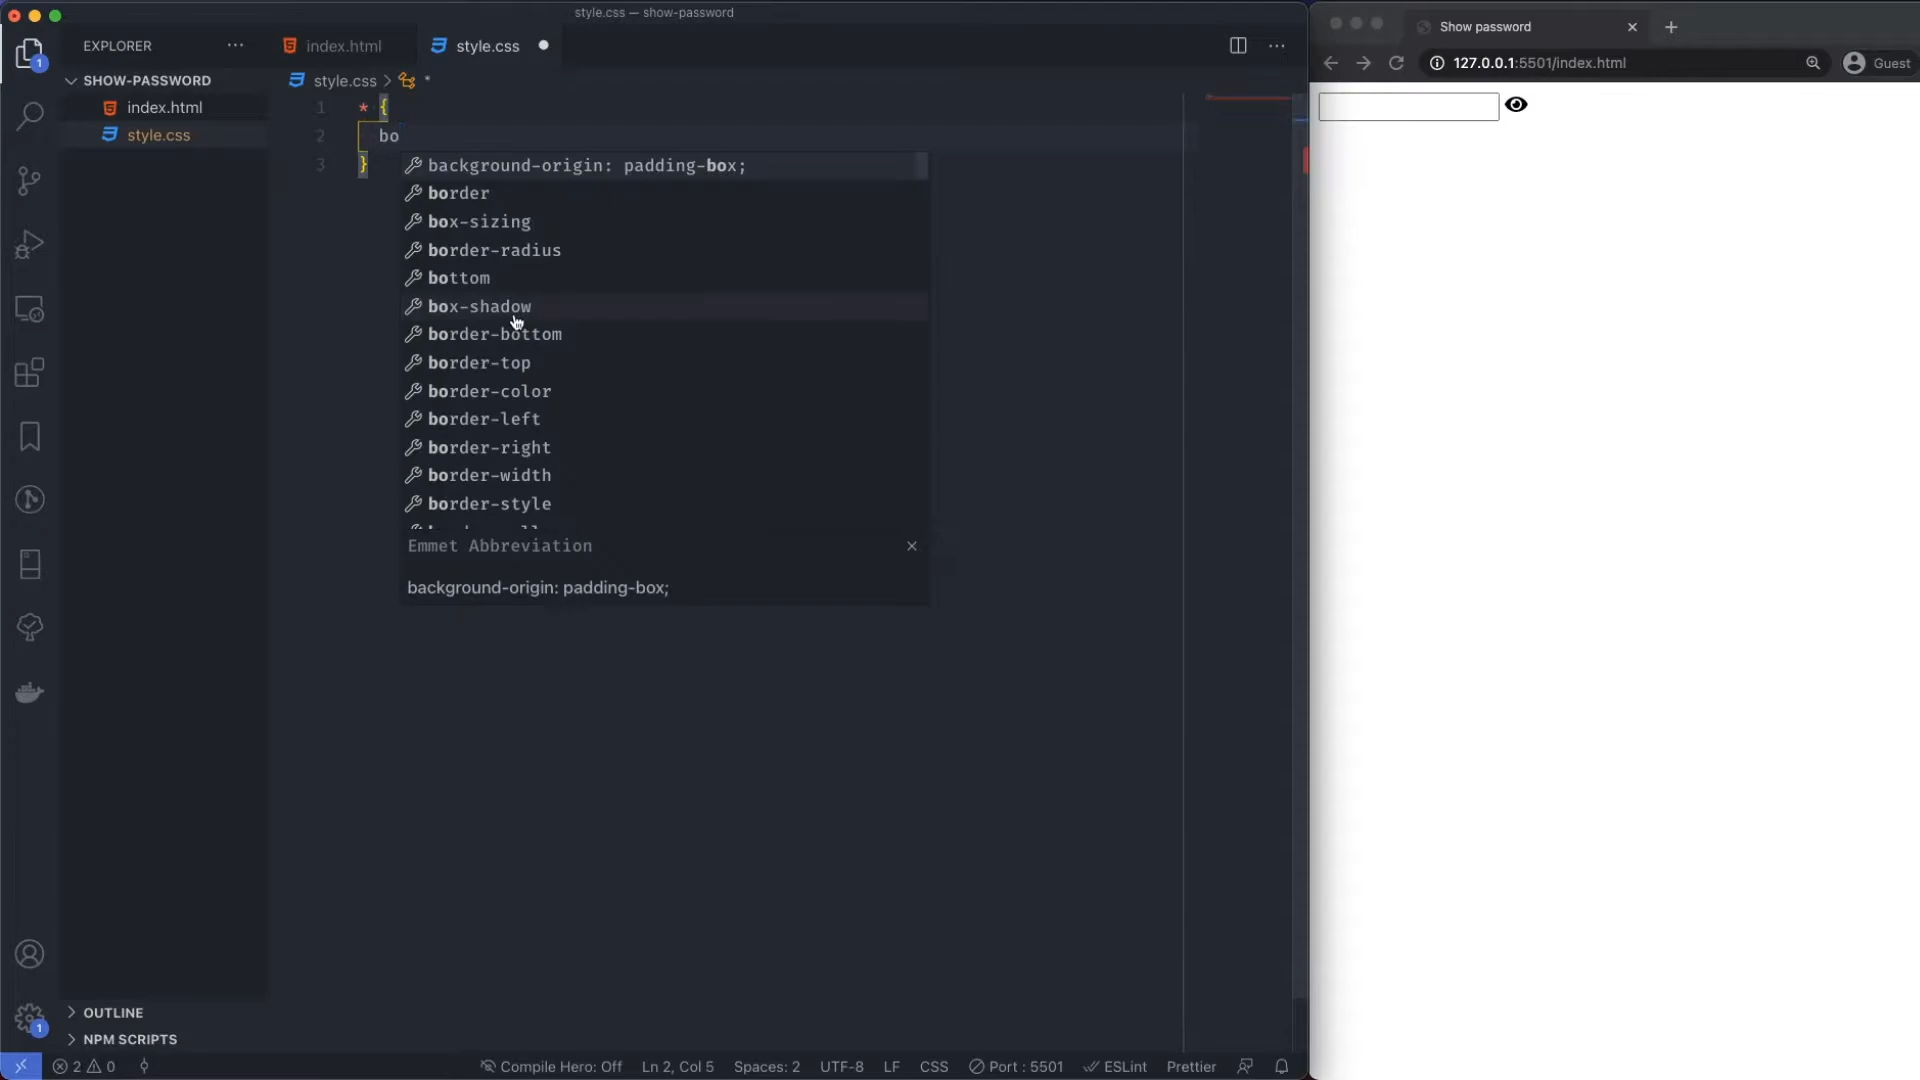 style.css — show-password
EXPLORER
index.html
style.css
SHOW-PASSWORD
index.html
style.css
style.css > *
1 * {
2 bo
3 }
background-origin: padding-box;
border
box-sizing
border-radius
bottom
box-shadow
border-bottom
border-top
border-color
border-left
border-right
border-width
border-style
Emmet Abbreviation
background-origin: padding-box;
1
1
OUTLINE
NPM SCRIPTS
2 0
Compile Hero: Off
Ln 2, Col 5
Spaces: 2
UTF-8
LF
CSS
Port : 5501
ESLint
Prettier
Show password
127.0.0.1:5501/index.html
Guest